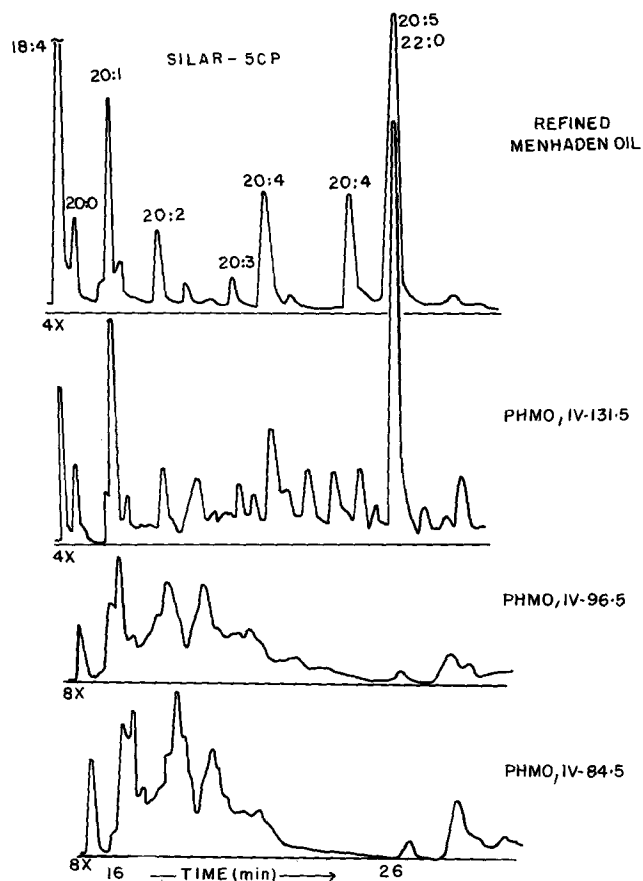 18:4
20:0
20:1
SILAR-5CP
20:2
20:3
20:4
20:4
20:5
22:0
REFINED
MENHADEN OIL
4X
PHMO, IV-131·5
4X
PHMO, IV-96·5
8X
PHMO, IV-84·5
8X
16 — TIME (min) → 26